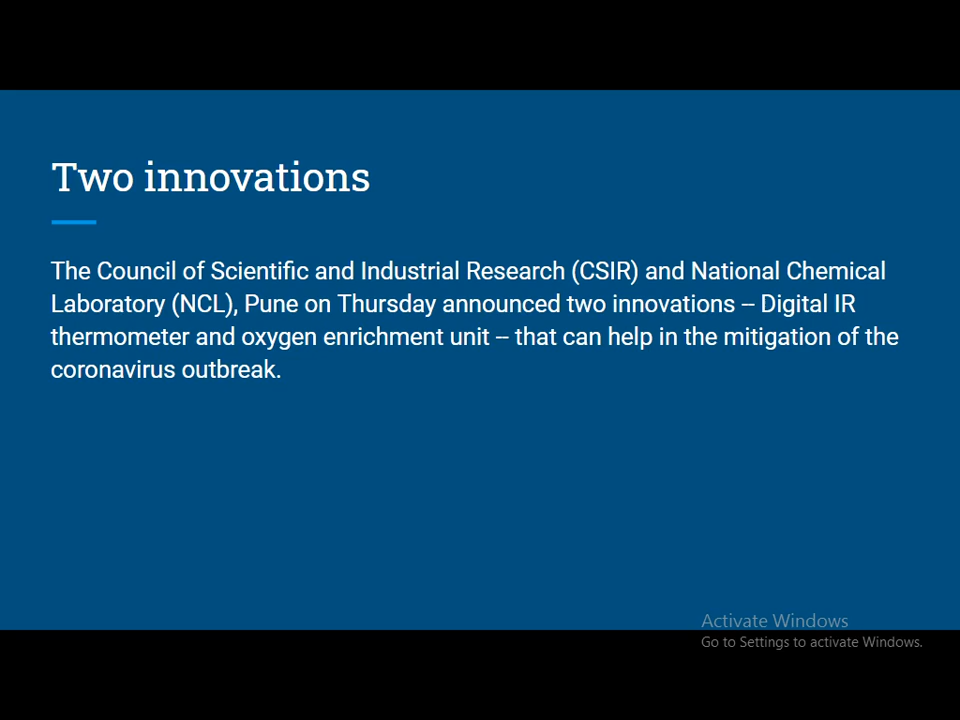 Two innovations
The Council of Scientific and Industrial Research (CSIR) and National Chemical
Laboratory (NCL), Pune on Thursday announced two innovations -- Digital IR
thermometer and oxygen enrichment unit -- that can help in the mitigation of the
coronavirus outbreak.
Activate Windows
Go to Settings to activate Windows.